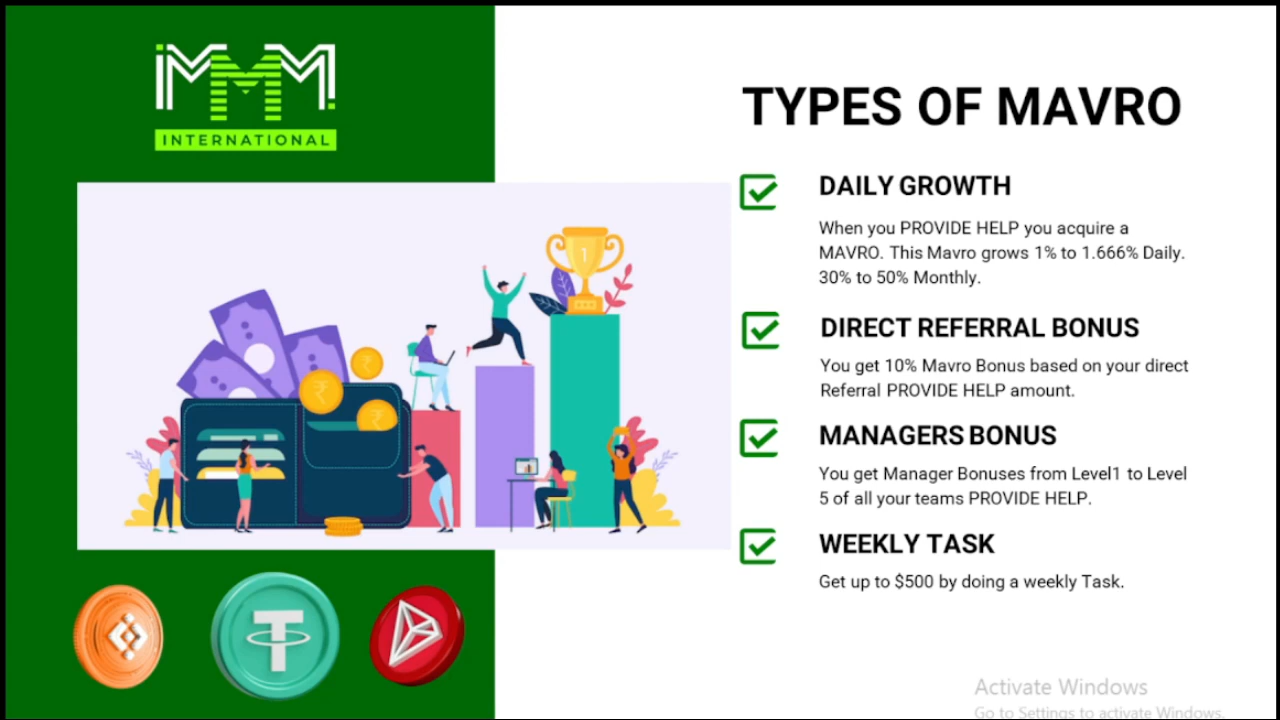 MMM
INTERNATIONAL
TYPES OF MAVRO
DAILY GROWTH
When you PROVIDE HELP you acquire a
MAVRO. This Mavro grows 1% to 1.666% Daily.
30% to 50% Monthly.
DIRECT REFERRAL BONUS
You get 10% Mavro Bonus based on your direct
Referral PROVIDE HELP amount.
MANAGERS BONUS
You get Manager Bonuses from Level1 to Level
5 of all your teams PROVIDE HELP.
WEEKLY TASK
Get up to $500 by doing a weekly Task.
1
₹
₹
₹
Activate Windows
Go to Settings to activate Windows.